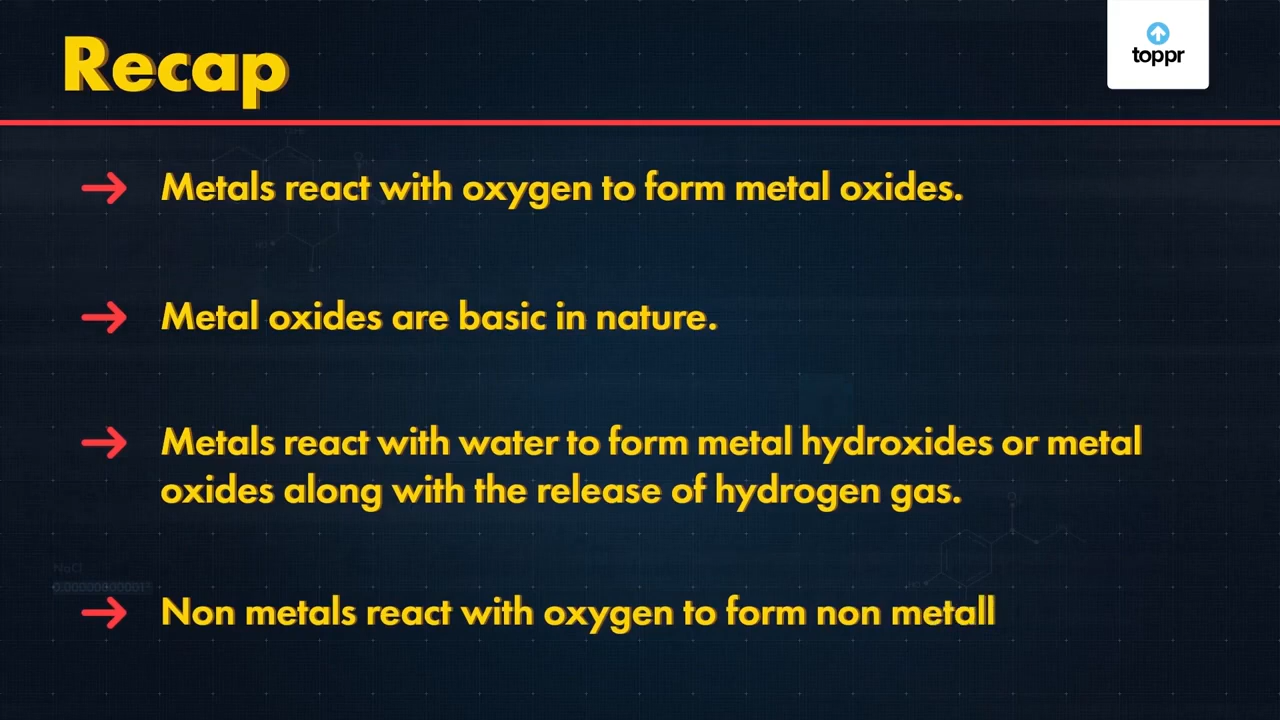 Recap
toppr
Metals react with oxygen to form metal oxides.
Metal oxides are basic in nature.
Metals react with water to form metal hydroxides or metal
oxides along with the release of hydrogen gas.
Non metals react with oxygen to form non metall